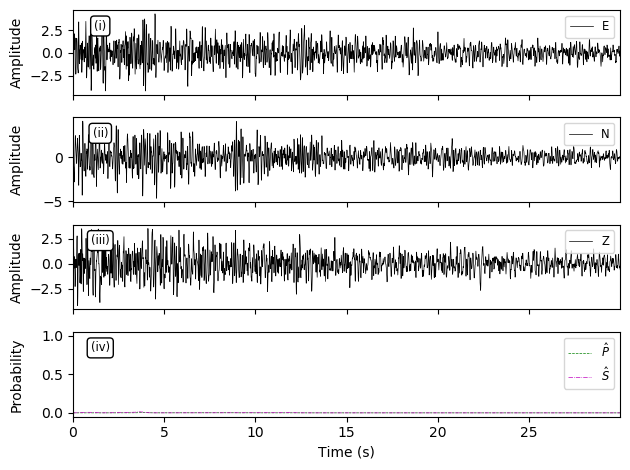 (i)
E
Amplitude
2.5
0.0
−2.5
(ii)
N
Amplitude
0
−5
(iii)
Z
Amplitude
2.5
0.0
−2.5
(iv)
P̂
Ŝ
Probability
1.0
0.5
0.0
0 5 10 15 20 25
Time (s)